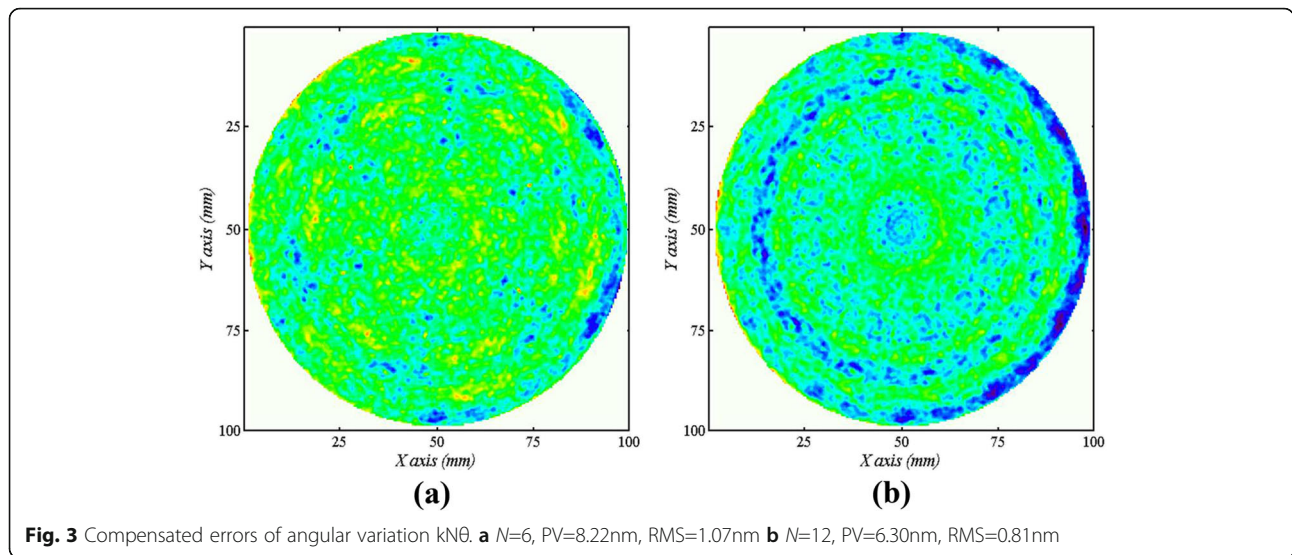 Y axis (mm)
25
50
75
100
25
50
75
100
X axis (mm)
(a)
Y axis (mm)
25
50
75
100
25
50
75
100
X axis (mm)
(b)
Fig. 3 Compensated errors of angular variation kNθ. a N=6, PV=8.22nm, RMS=1.07nm b N=12, PV=6.30nm, RMS=0.81nm